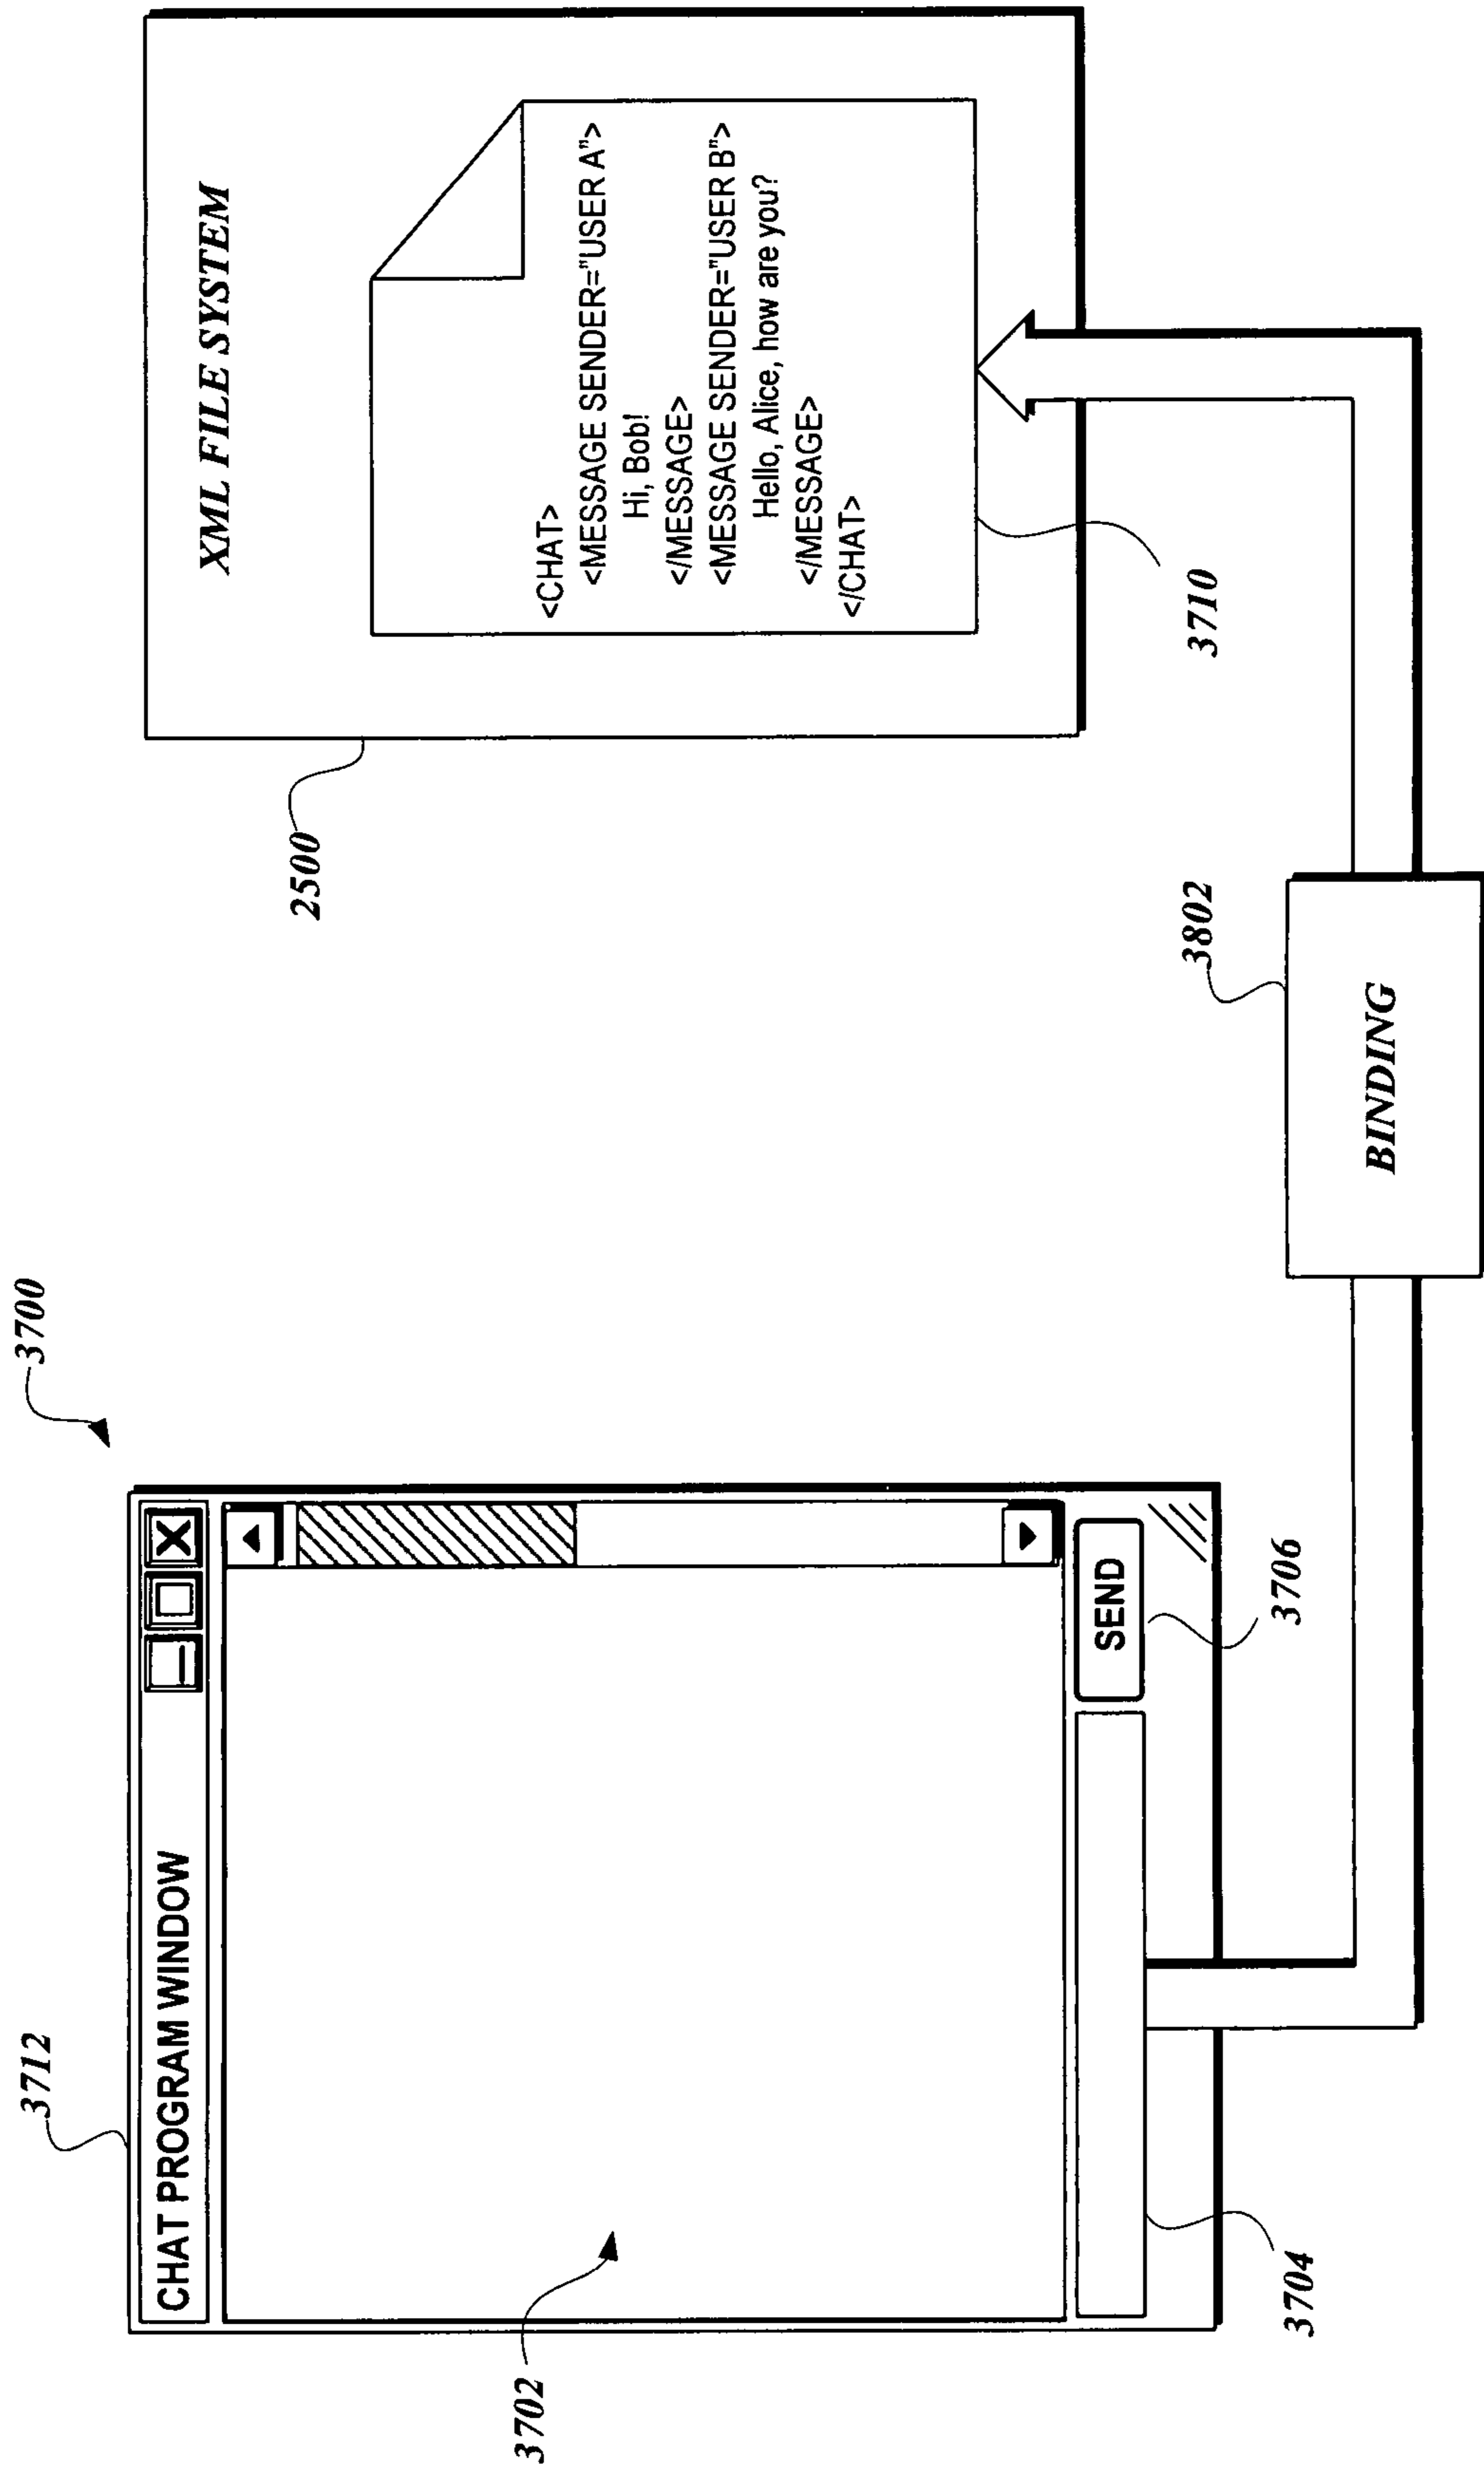 3700
3712
CHAT PROGRAM WINDOW
3702
SEND
3704
3706
2500
XML FILE SYSTEM
<CHAT>
<MESSAGE SENDER="USER A">
Hi, Bob!
</MESSAGE>
<MESSAGE SENDER="USER B">
Hello, Alice, how are you?
</MESSAGE>
</CHAT>
3710
3802
BINDING